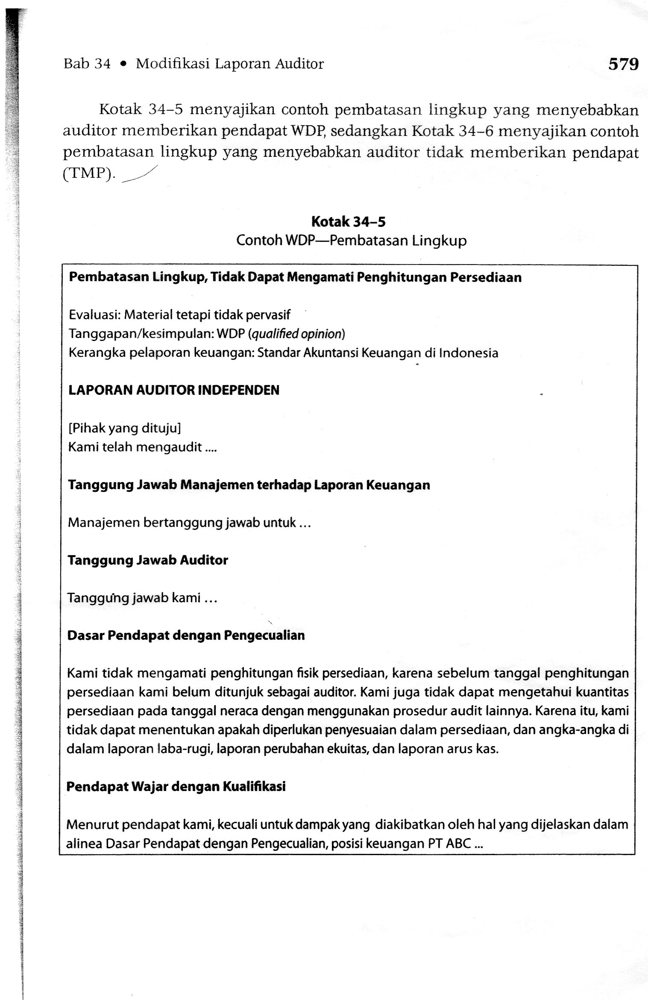 Bab 34 • Modifikasi Laporan Auditor 579
Kotak 34–5 menyajikan contoh pembatasan lingkup yang menyebabkan
auditor memberikan pendapat WDP, sedangkan Kotak 34–6 menyajikan contoh
pembatasan lingkup yang menyebabkan auditor tidak memberikan pendapat
(TMP).
Kotak 34–5
Contoh WDP—Pembatasan Lingkup
Pembatasan Lingkup, Tidak Dapat Mengamati Penghitungan Persediaan
Evaluasi: Material tetapi tidak pervasif
Tanggapan/kesimpulan: WDP (qualified opinion)
Kerangka pelaporan keuangan: Standar Akuntansi Keuangan di Indonesia
LAPORAN AUDITOR INDEPENDEN
[Pihak yang dituju]
Kami telah mengaudit ....
Tanggung Jawab Manajemen terhadap Laporan Keuangan
Manajemen bertanggung jawab untuk ...
Tanggung Jawab Auditor
Tanggung jawab kami ...
Dasar Pendapat dengan Pengecualian
Kami tidak mengamati penghitungan fisik persediaan, karena sebelum tanggal penghitungan
persediaan kami belum ditunjuk sebagai auditor. Kami juga tidak dapat mengetahui kuantitas
persediaan pada tanggal neraca dengan menggunakan prosedur audit lainnya. Karena itu, kami
tidak dapat menentukan apakah diperlukan penyesuaian dalam persediaan, dan angka-angka di
dalam laporan laba-rugi, laporan perubahan ekuitas, dan laporan arus kas.
Pendapat Wajar dengan Kualifikasi
Menurut pendapat kami, kecuali untuk dampak yang diakibatkan oleh hal yang dijelaskan dalam
alinea Dasar Pendapat dengan Pengecualian, posisi keuangan PT ABC ...